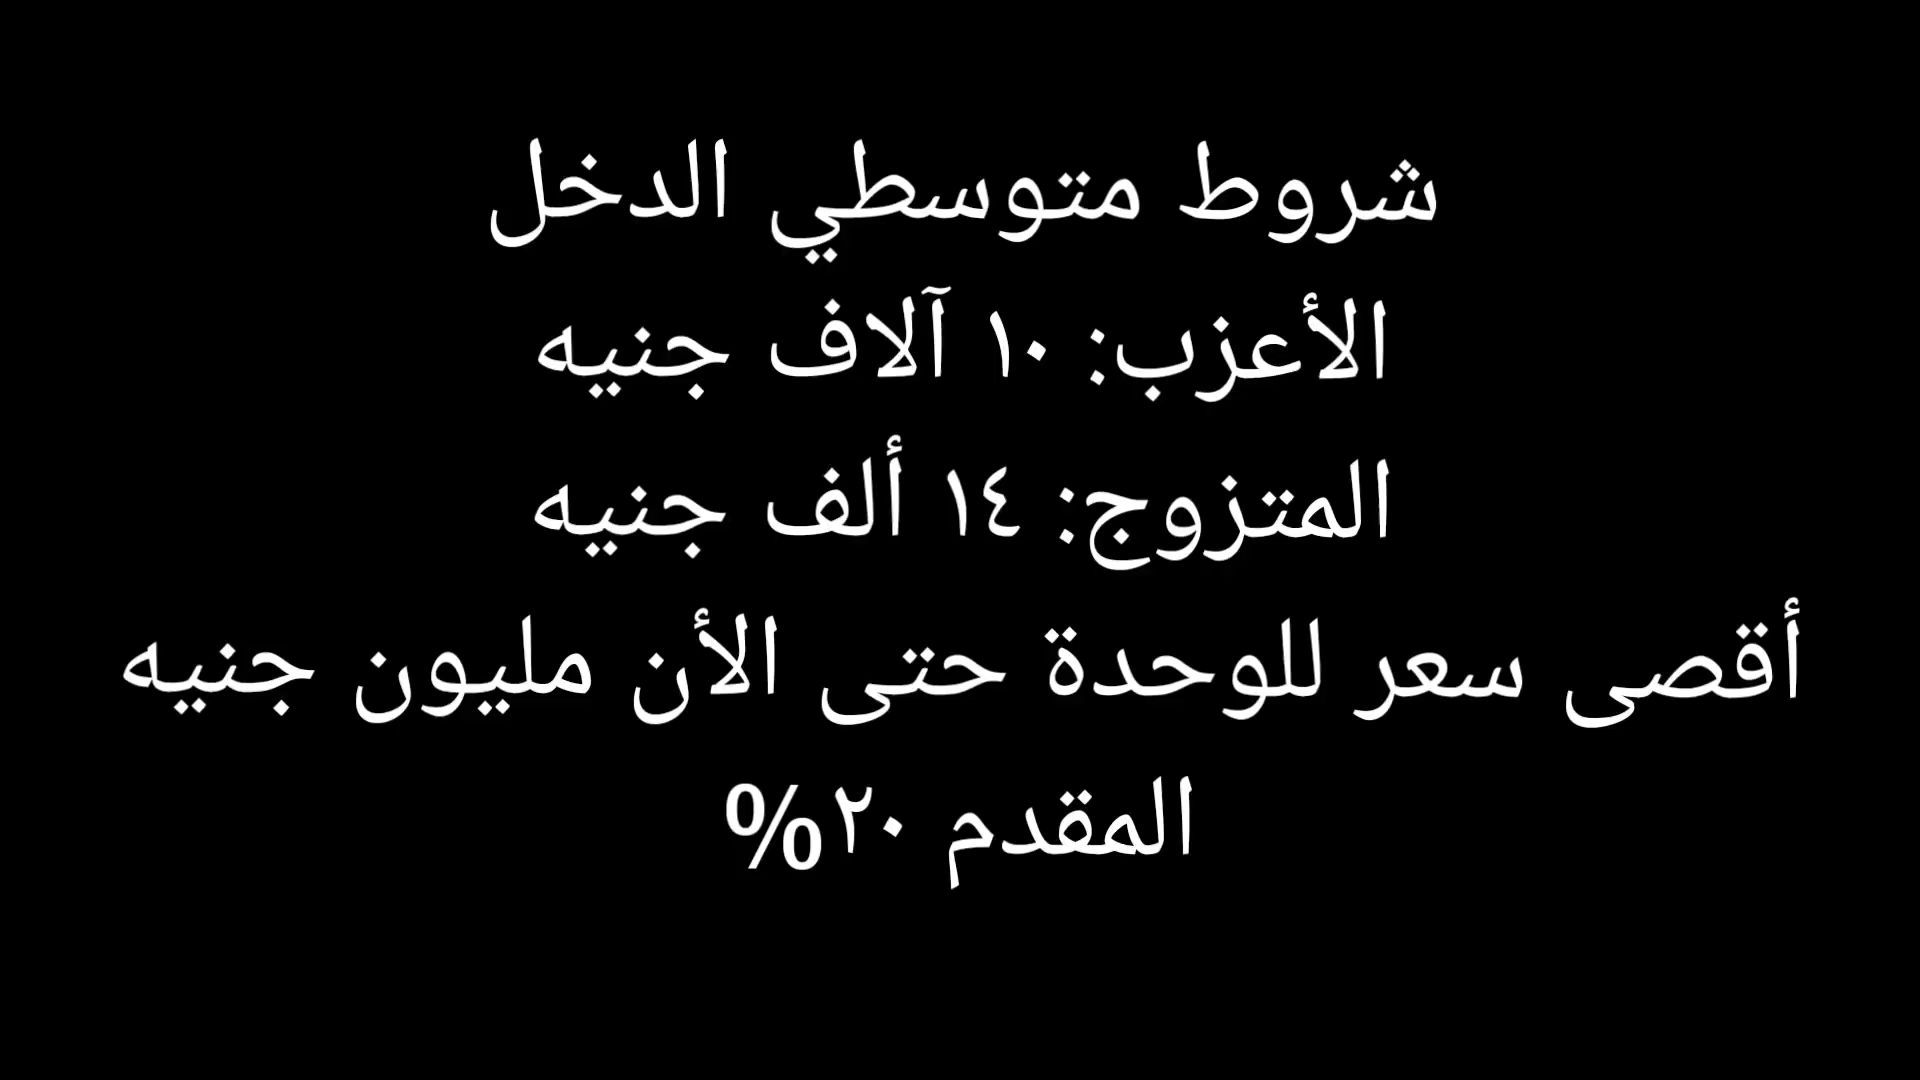 شروط متوسطي الدخل
الأعزب: ١٠ آلاف جنيه
المتزوج: ١٤ ألف جنيه
أقصى سعر للوحدة حتى الأن مليون جنيه
المقدم ٢٠%